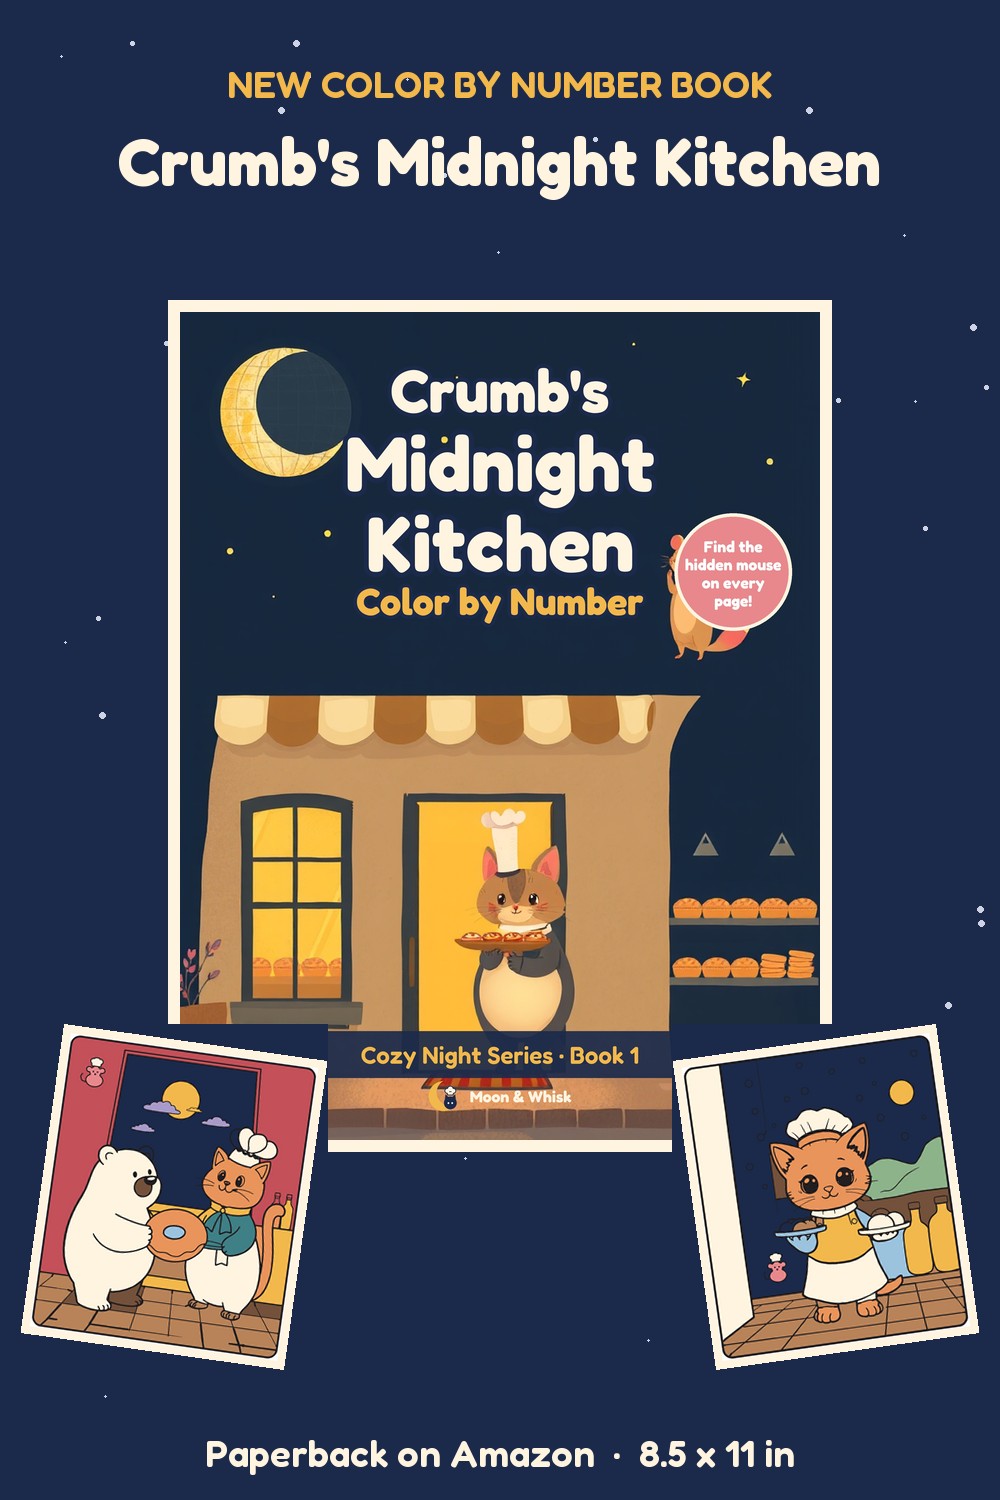 NEW COLOR BY NUMBER BOOK
Crumb's Midnight Kitchen
Crumb's
Midnight
Kitchen
Color by Number
Find the
hidden mouse
on every
page!
Cozy Night Series · Book 1
Moon & Whisk
Paperback on Amazon · 8.5 x 11 in